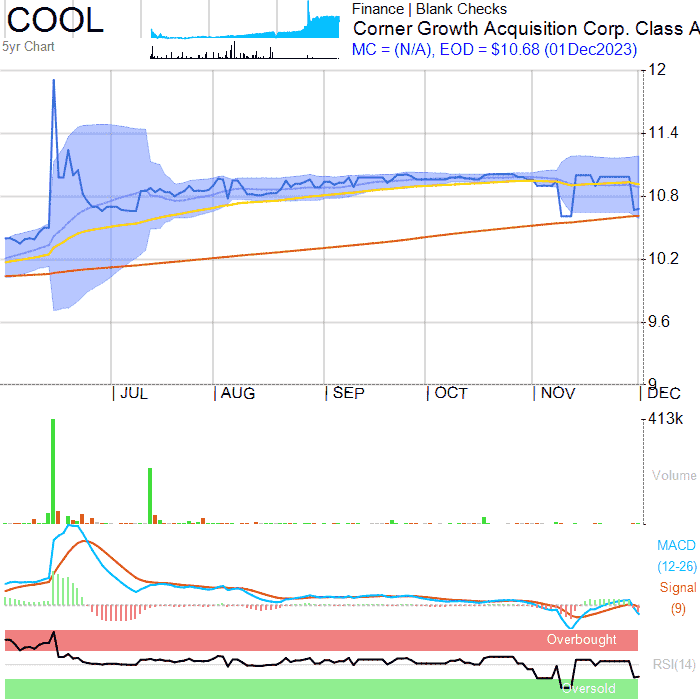 COOL
5yr Chart
Finance | Blank Checks
Corner Growth Acquisition Corp. Class A
MC = (N/A), EOD = $10.68 (01Dec2023)
12
11.4
10.8
10.2
9.6
9
| JUL | AUG | SEP | OCT | NOV | DEC
413k
Volume
MACD
(12-26)
Signal
(9)
Overbought
RSI(14)
Oversold